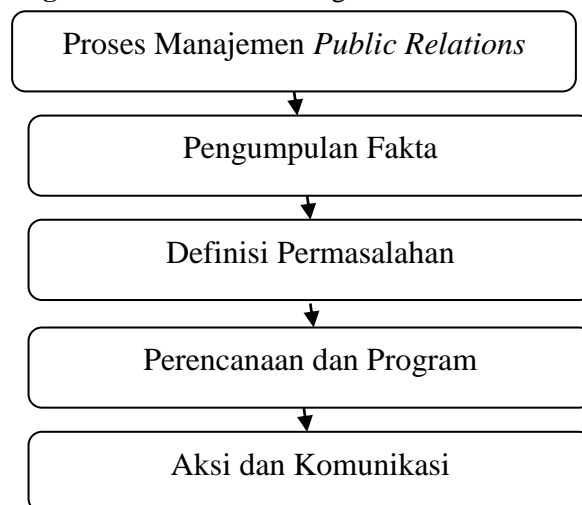 Proses Manajemen Public Relations
Pengumpulan Fakta
Definisi Permasalahan
Perencanaan dan Program
Aksi dan Komunikasi